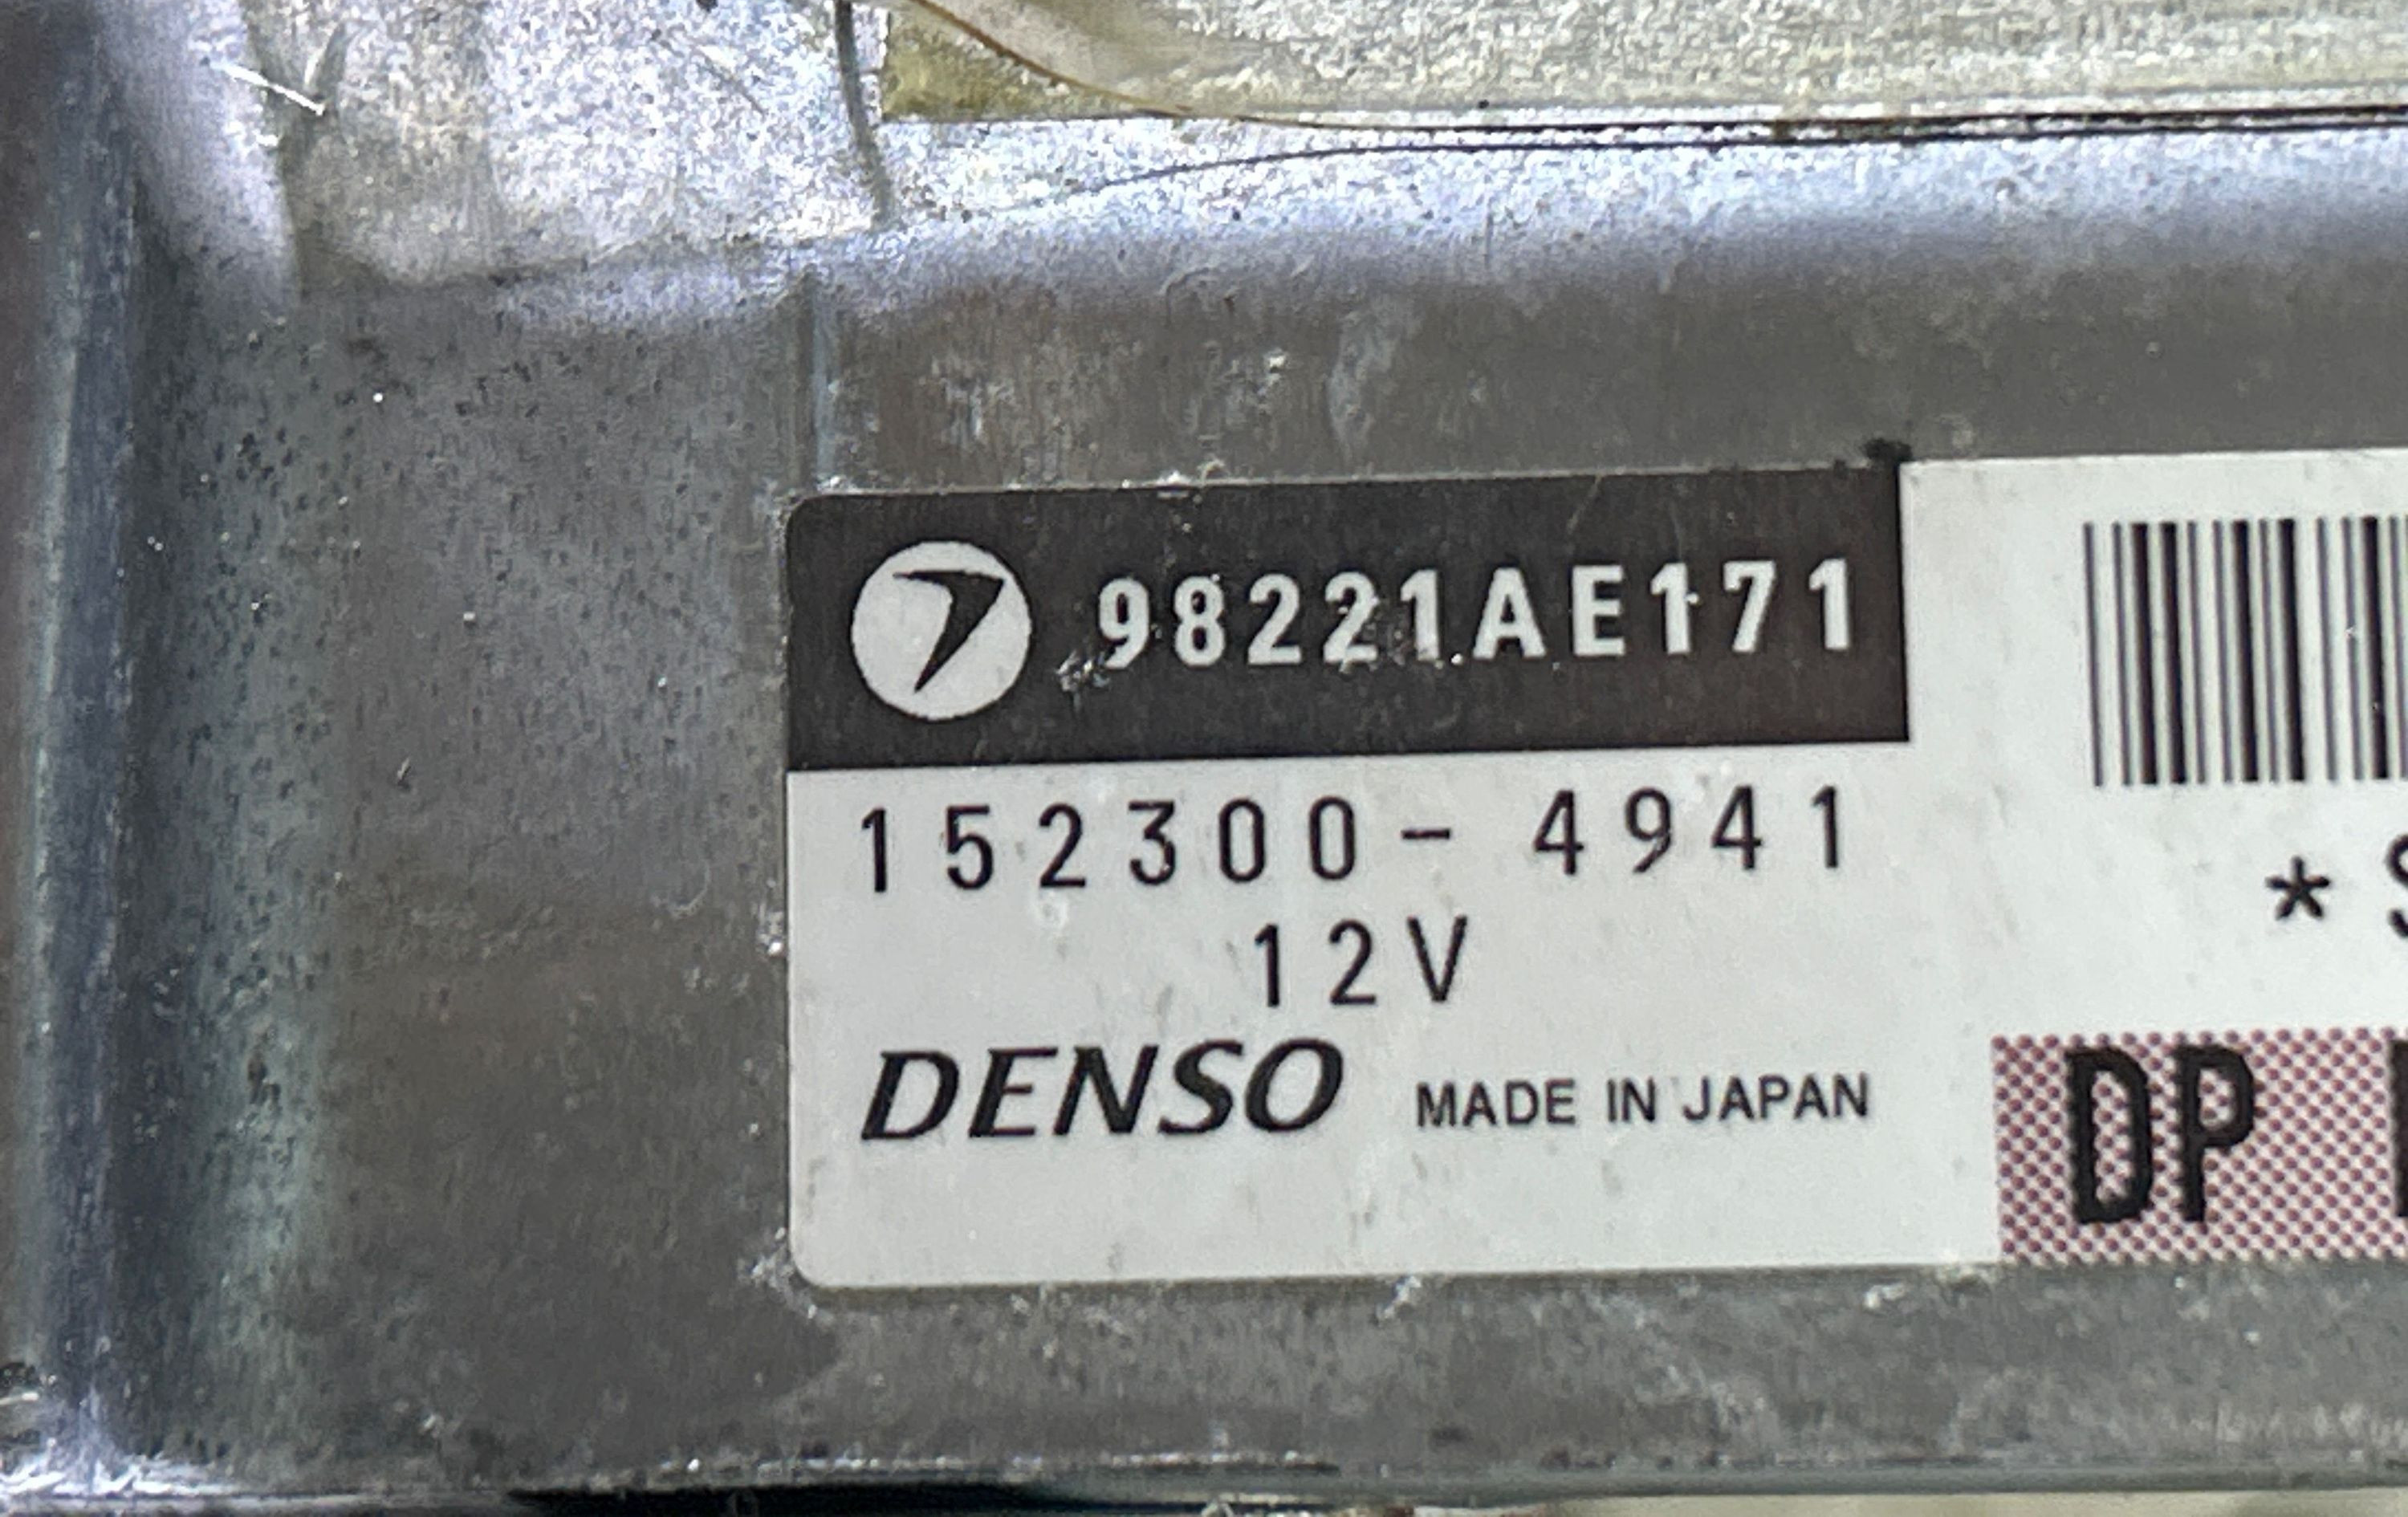 98221AE171
152300-4941
12V
DENSO MADE IN JAPAN
*S
DP